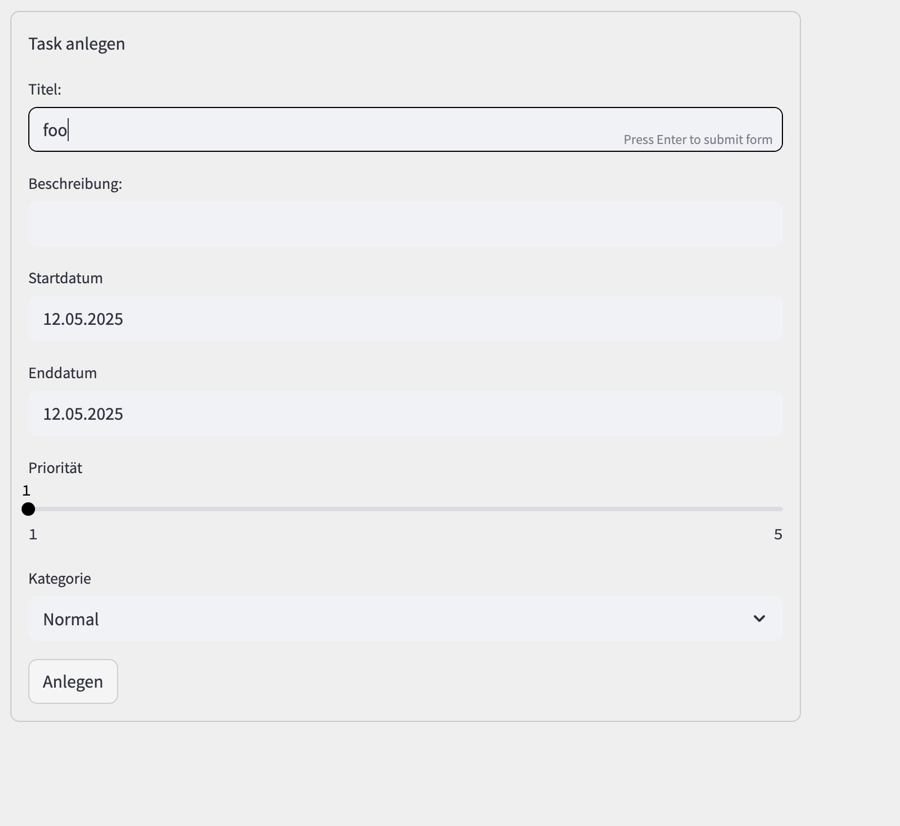 Task anlegen
Titel:
foo
Press Enter to submit form
Beschreibung:
Startdatum
12.05.2025
Enddatum
12.05.2025
Priorität
1
1 5
Kategorie
Normal
Anlegen